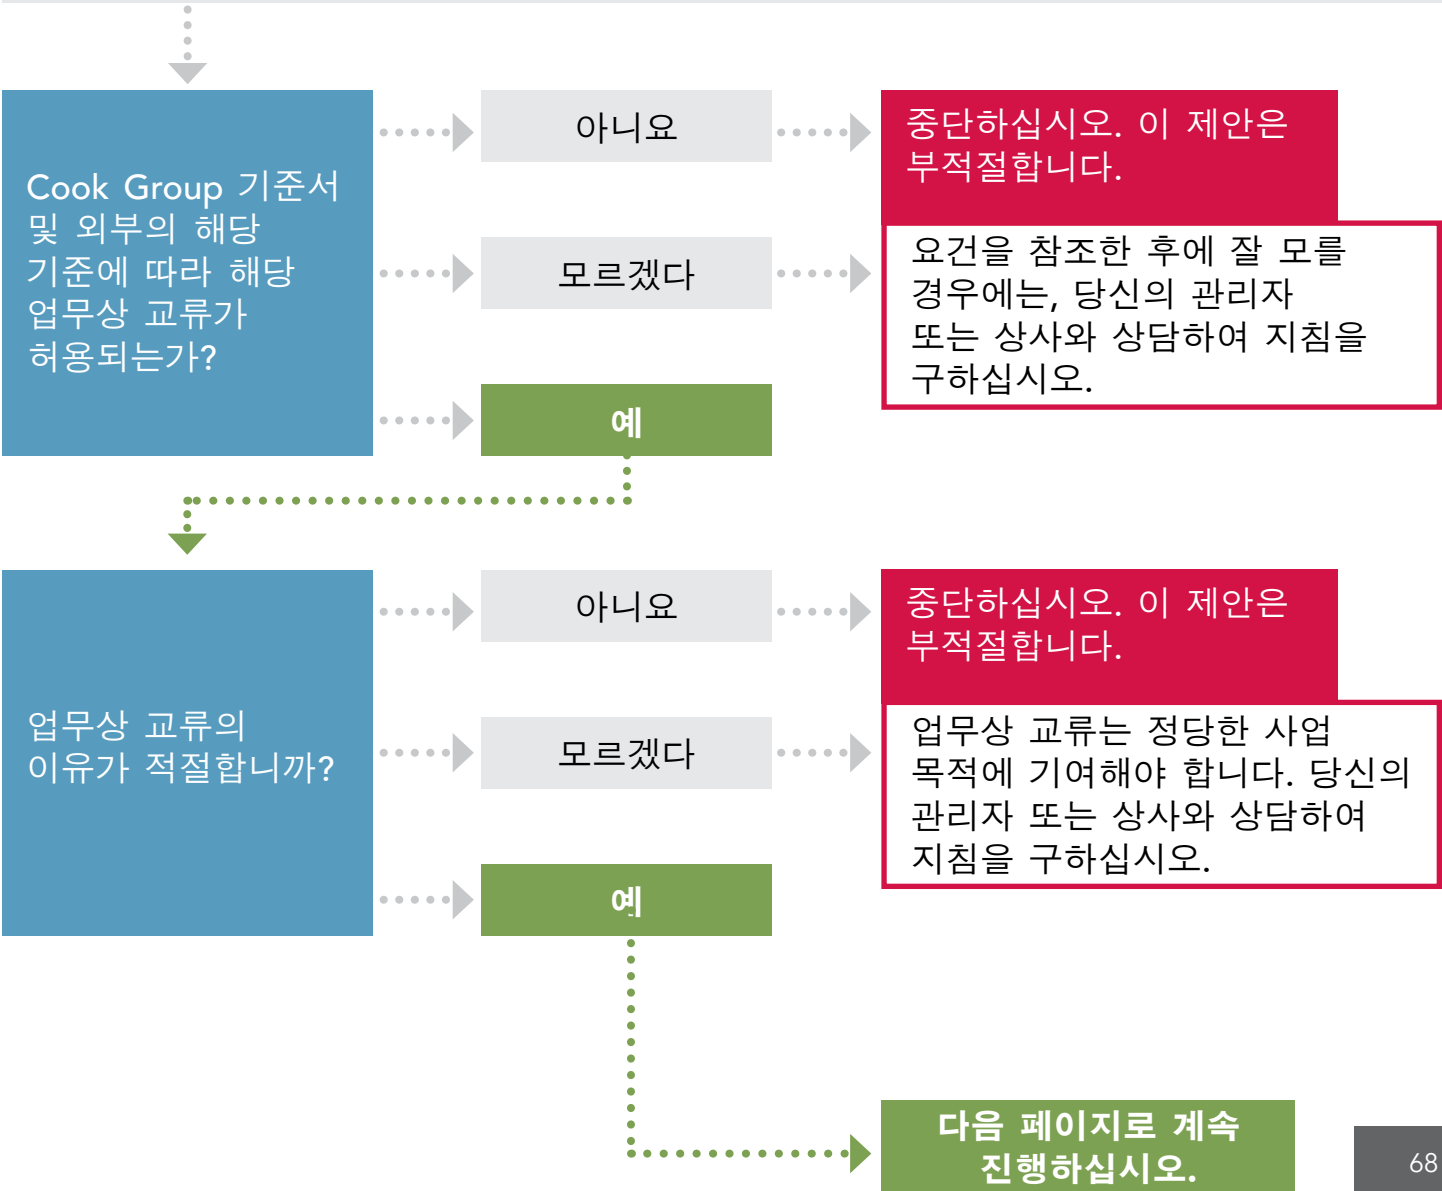 Cook Group 기준서
및 외부의 해당
기준에 따라 해당
업무상 교류가
허용되는가?
아니요
중단하십시오. 이 제안은
부적절합니다.
모르겠다
요건을 참조한 후에 잘 모를
경우에는, 당신의 관리자
또는 상사와 상담하여 지침을
구하십시오.
예
업무상 교류의
이유가 적절합니까?
아니요
중단하십시오. 이 제안은
부적절합니다.
모르겠다
업무상 교류는 정당한 사업
목적에 기여해야 합니다. 당신의
관리자 또는 상사와 상담하여
지침을 구하십시오.
예
다음 페이지로 계속
진행하십시오.
68